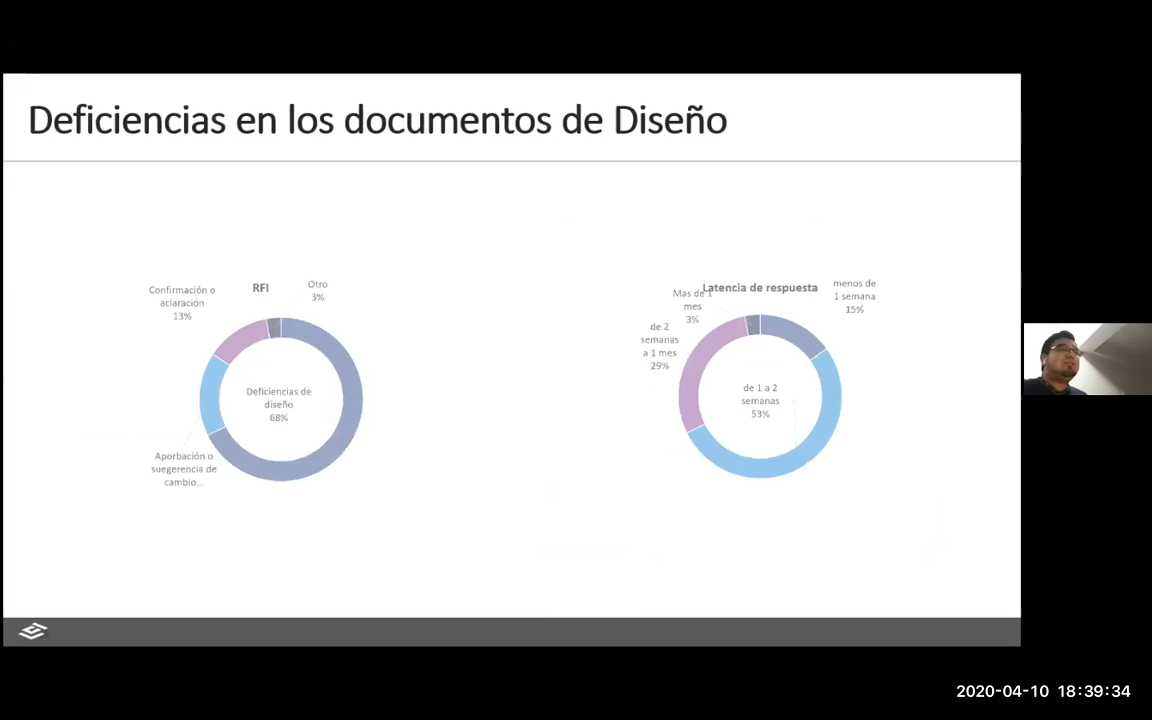 Deficiencias en los documentos de Diseño
RFI
Otro
3%
Confirmación o
aclaración
13%
Deficiencias de
diseño
68%
Aporbación o
suegerencia de
cambio...
Latencia de respuesta
Mas de 1
mes
3%
menos de
1 semana
15%
de 2
semanas
a 1 mes
29%
de 1 a 2
semanas
53%
2020-04-10 18:39:34